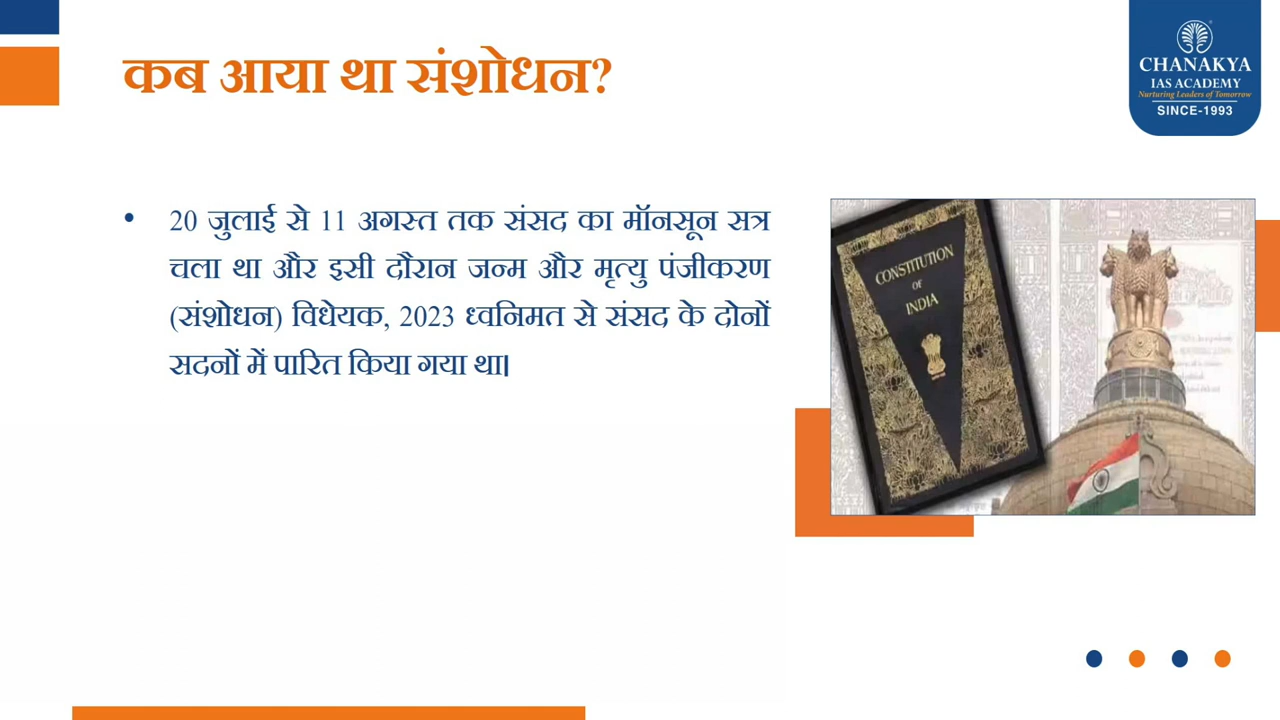 कब आया था संशोधन?
CHANAKYA
IAS ACADEMY
Nurturing Leaders of Tomorrow
SINCE-1993
• 20 जुलाई से 11 अगस्त तक संसद का मॉनसून सत्र
चला था और इसी दौरान जन्म और मृत्यु पंजीकरण
(संशोधन) विधेयक, 2023 ध्वनिमत से संसद के दोनों
सदनों में पारित किया गया था।
CONSTITUTION
OF
INDIA